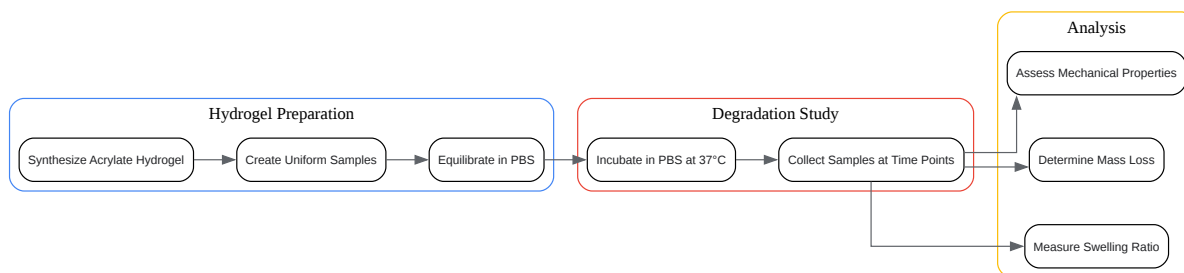 Analysis
Assess Mechanical Properties
Hydrogel Preparation
Degradation Study
Synthesize Acrylate Hydrogel
Create Uniform Samples
Equilibrate in PBS
Incubate in PBS at 37°C
Collect Samples at Time Points
Determine Mass Loss
Measure Swelling Ratio